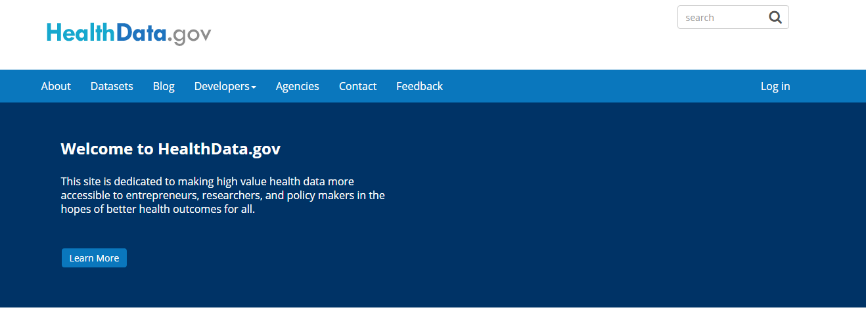 search
HealthData.gov
About Datasets Blog Developers Agencies Contact Feedback Log in
Welcome to HealthData.gov
This site is dedicated to making high value health data more
accessible to entrepreneurs, researchers, and policy makers in the
hopes of better health outcomes for all.
Learn More